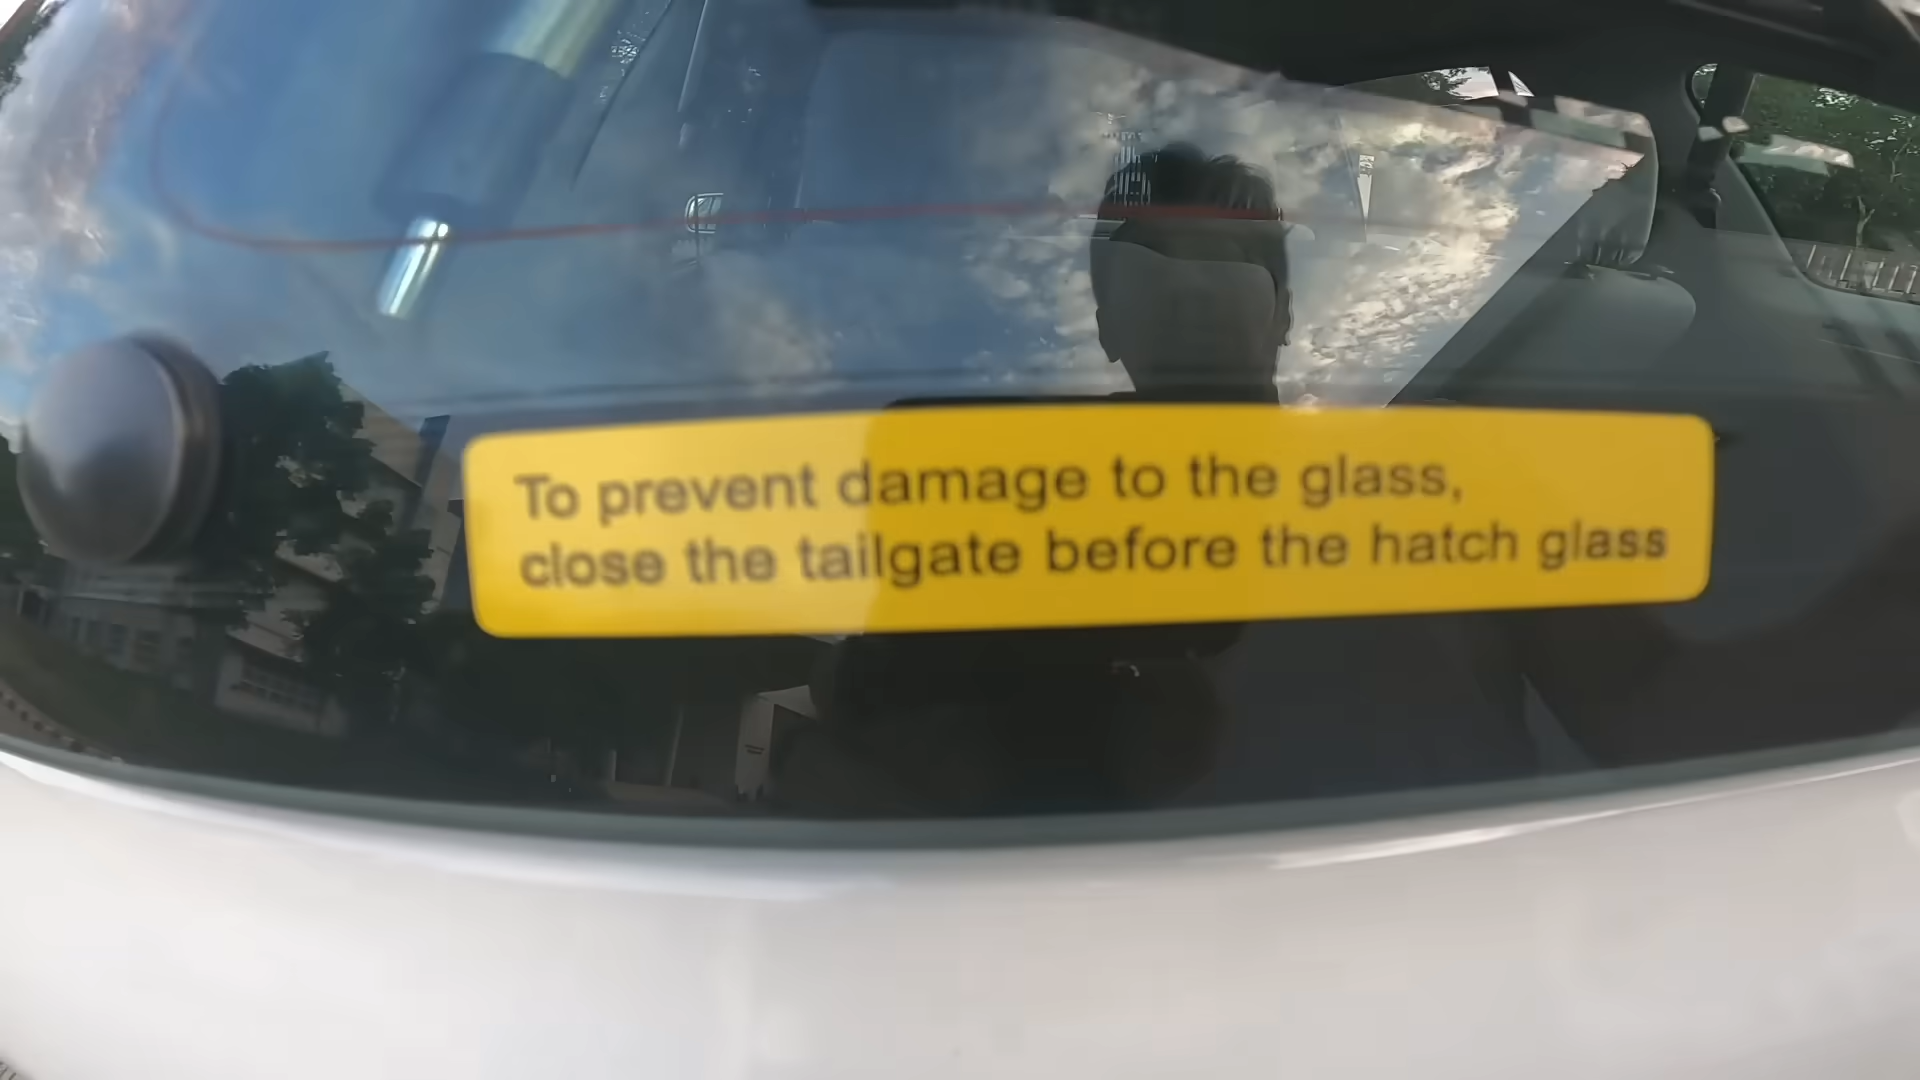 To prevent damage to the glass,
close the tailgate before the hatch glass